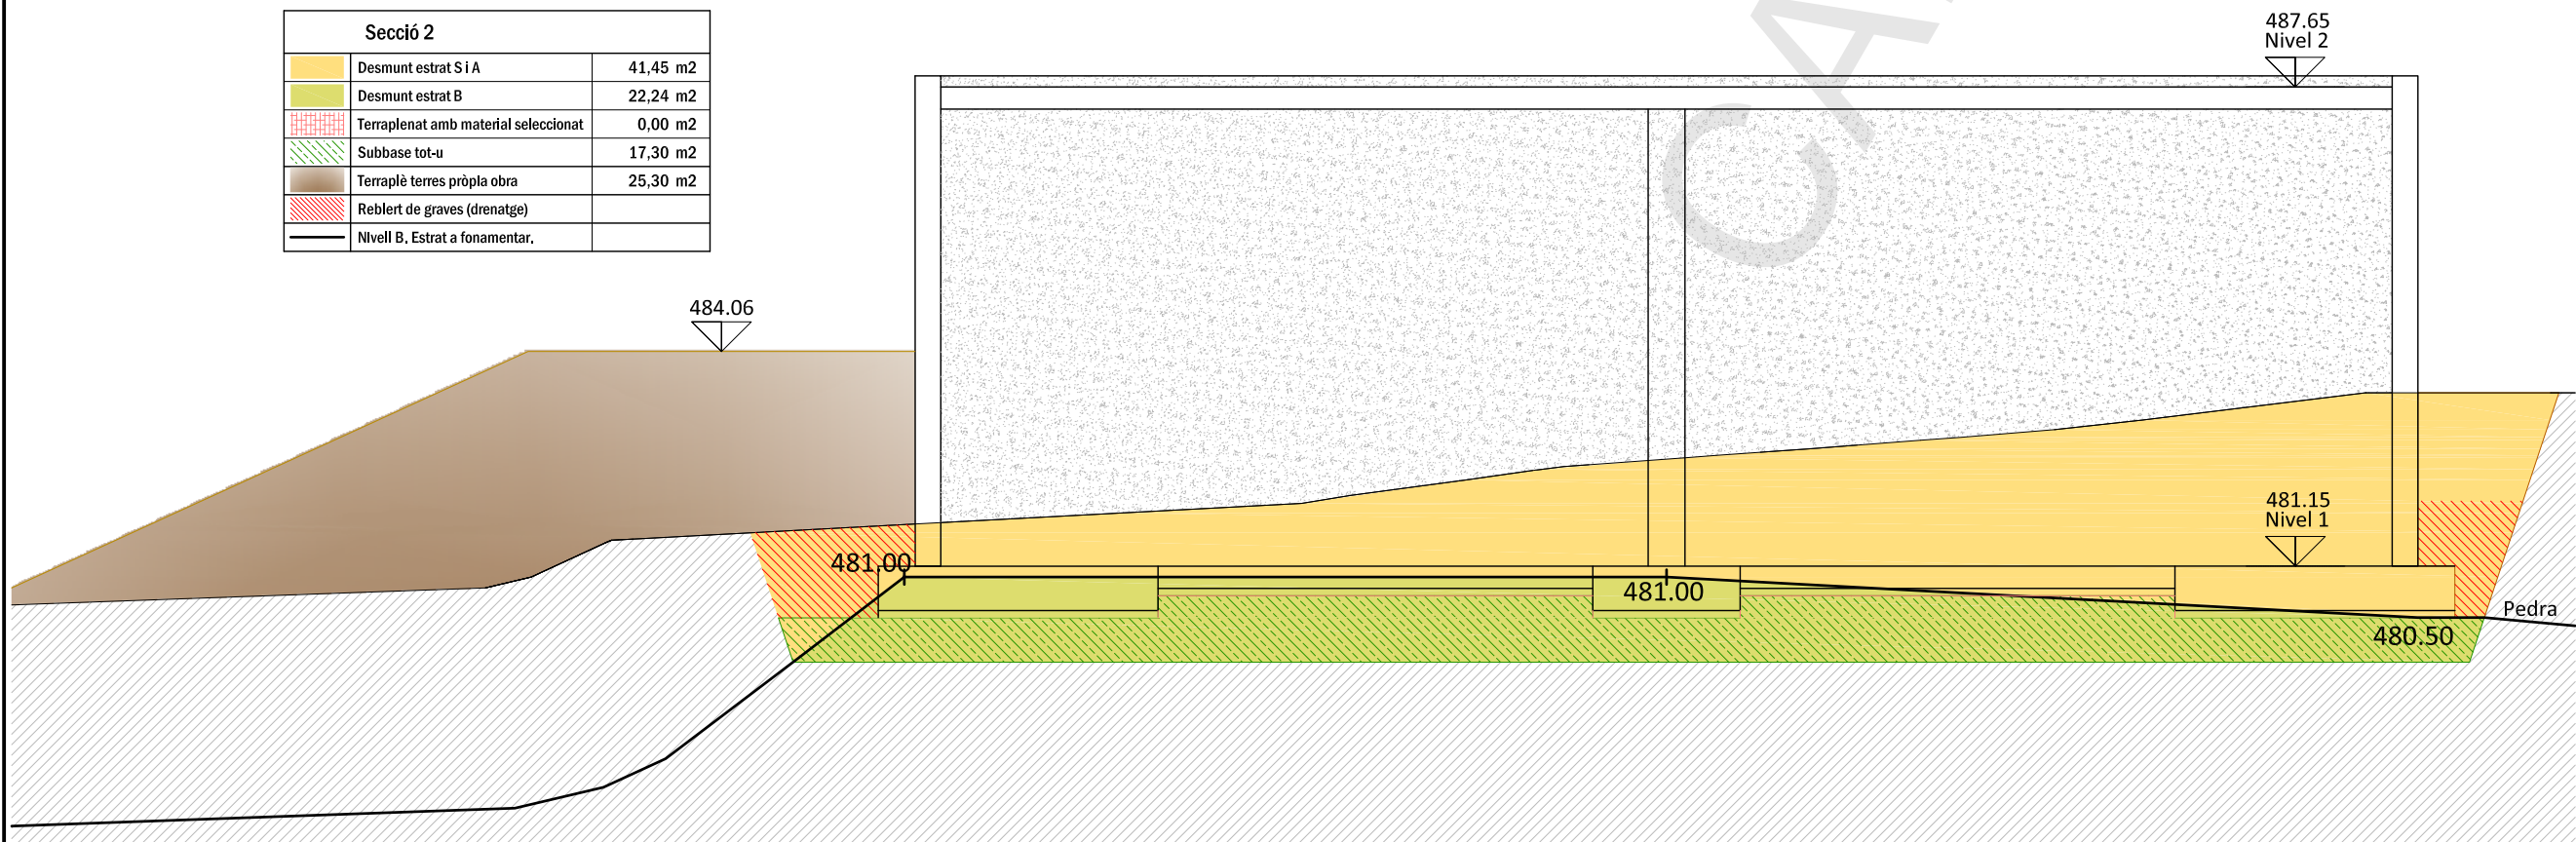 Secció 2
Desmunt estrat S i A 41,45 m2
Desmunt estrat B 22,24 m2
Terraplenat amb material seleccionat 0,00 m2
Subbase tot-u 17,30 m2
Terraplè terres pròpia obra 25,30 m2
Reblert de graves (drenatge)
NIvell B, Estrat a fonamentar,
487.65
Nivel 2
484.06
481.15
Nivel 1
481.00
481.00
Pedra
480.50
CA